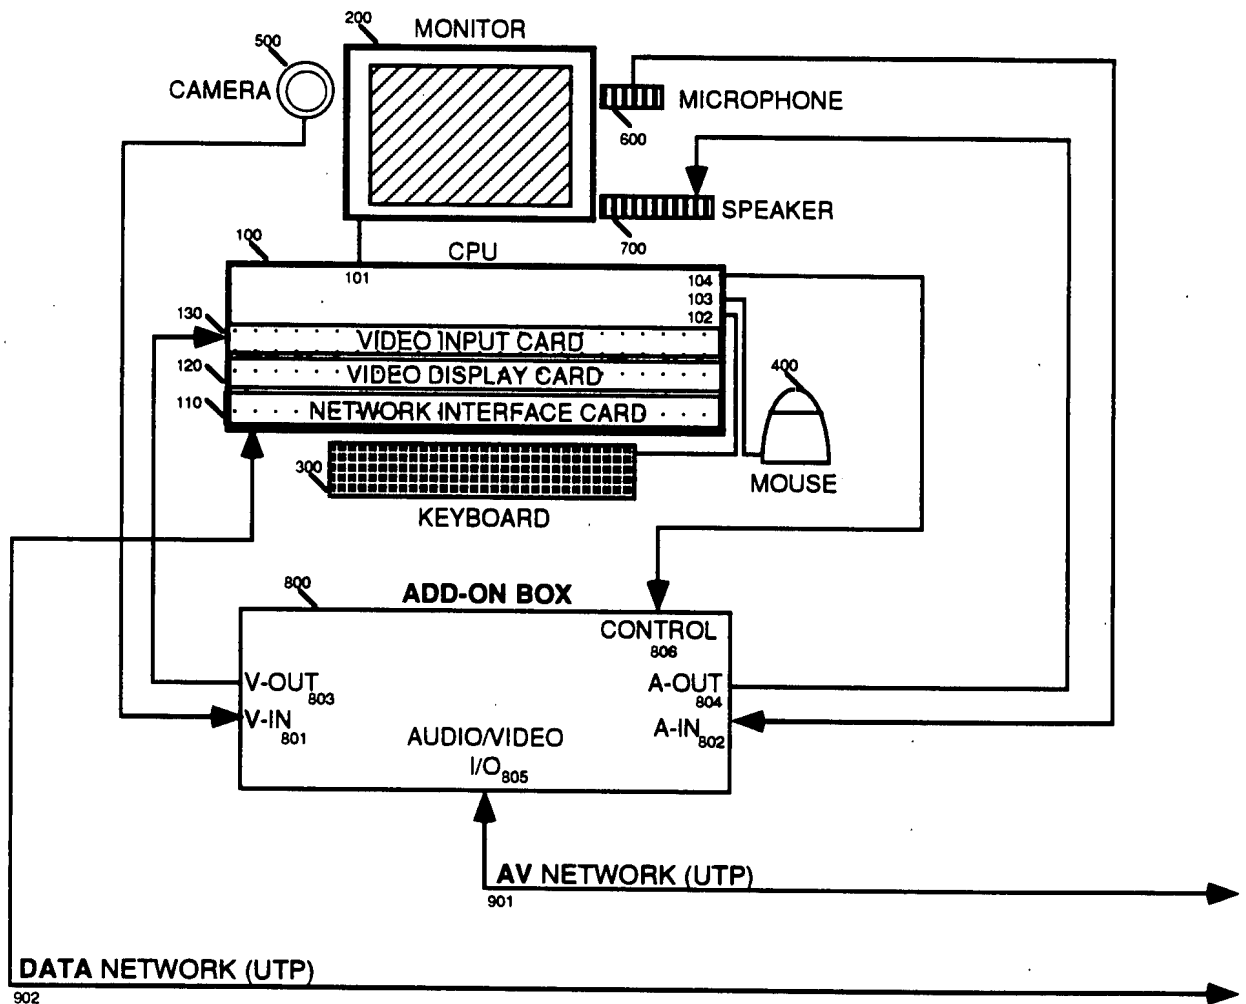 200
MONITOR
500
CAMERA
MICROPHONE
600
SPEAKER
700
100
CPU
101
104
103
102
130
VIDEO INPUT CARD
120
VIDEO DISPLAY CARD
110
NETWORK INTERFACE CARD
400
MOUSE
300
KEYBOARD
800
ADD-ON BOX
CONTROL
806
V-OUT 803
A-OUT 804
V-IN 801
A-IN 802
AUDIO/VIDEO
I/O 805
AV NETWORK (UTP)
901
DATA NETWORK (UTP)
902